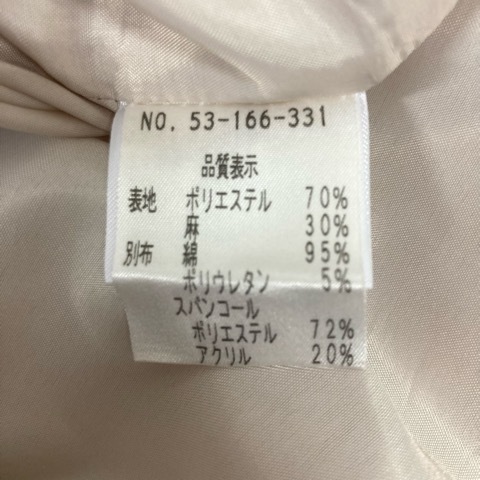 NO. 53-166-331
品質表示
表地 ポリエステル 70%
麻 30%
別布 綿 95%
ポリウレタン 5%
スパンコール
ポリエステル 72%
アクリル 20%